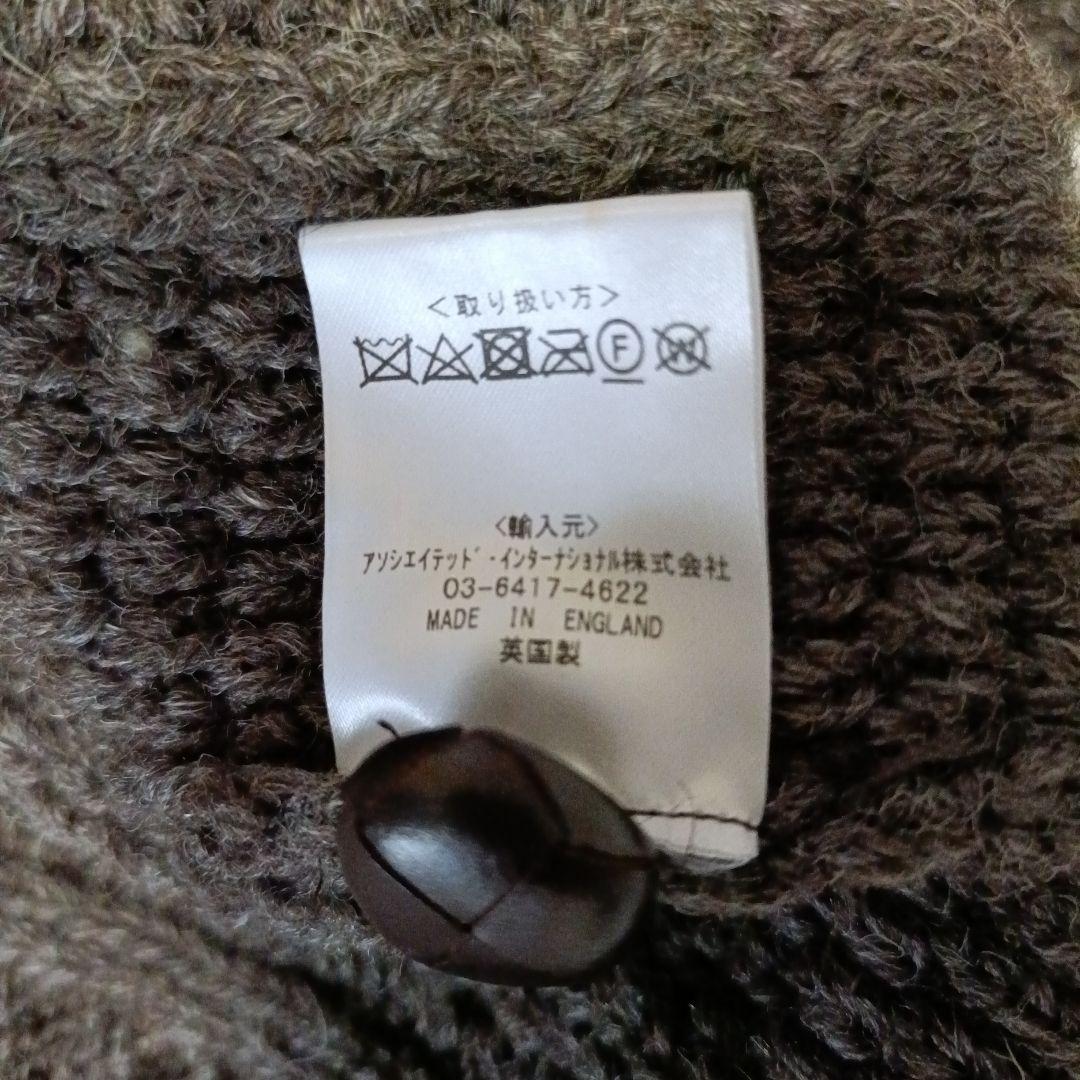 <取り扱い方>
F W
<輸入元>
アソシエイテッド・インターナショナル株式会社
03-6417-4622
MADE IN ENGLAND
英国製